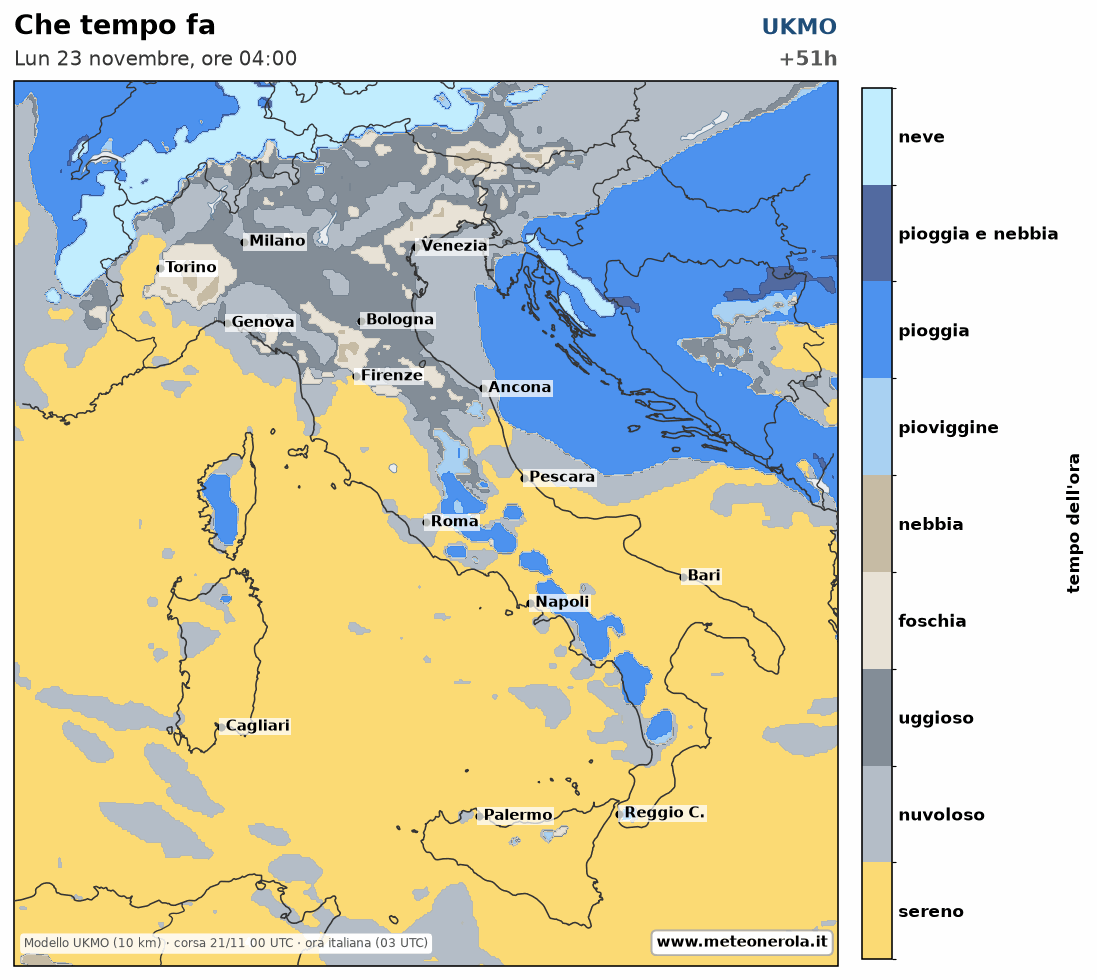 Che tempo fa
UKMO
Lun 23 novembre, ore 04:00
+51h
neve
pioggia e nebbia
pioggia
pioviggine
nebbia
foschia
uggioso
nuvoloso
sereno
tempo dell'ora
Milano
Venezia
Torino
Genova
Bologna
Firenze
Ancona
Pescara
Roma
Bari
Napoli
Cagliari
Palermo
Reggio C.
Modello UKMO (10 km) · corsa 21/11 00 UTC · ora italiana (03 UTC)
www.meteonerola.it